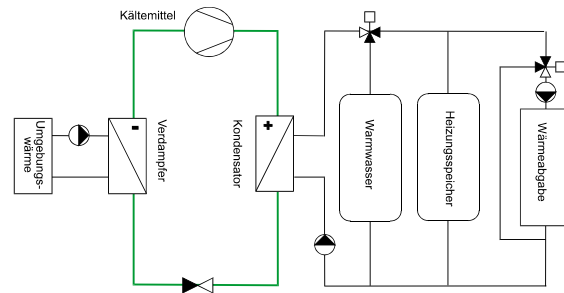 Kältemittel
Umgebungs-
wärme
Verdampfer
Kondensator
Warmwasser
Heizungsspeicher
Wärmeabgabe